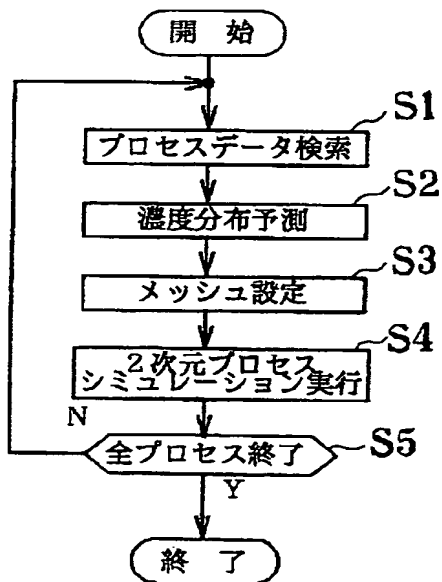 開 始
S1
プロセスデータ検索
S2
濃度分布予測
S3
メッシュ設定
S4
2次元プロセス
シミュレーション実行
N
全プロセス終了
S5
Y
終 了